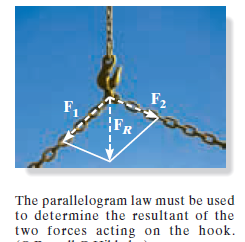 F₁
F₂
F_R
The parallelogram law must be used
to determine the resultant of the
two forces acting on the hook.